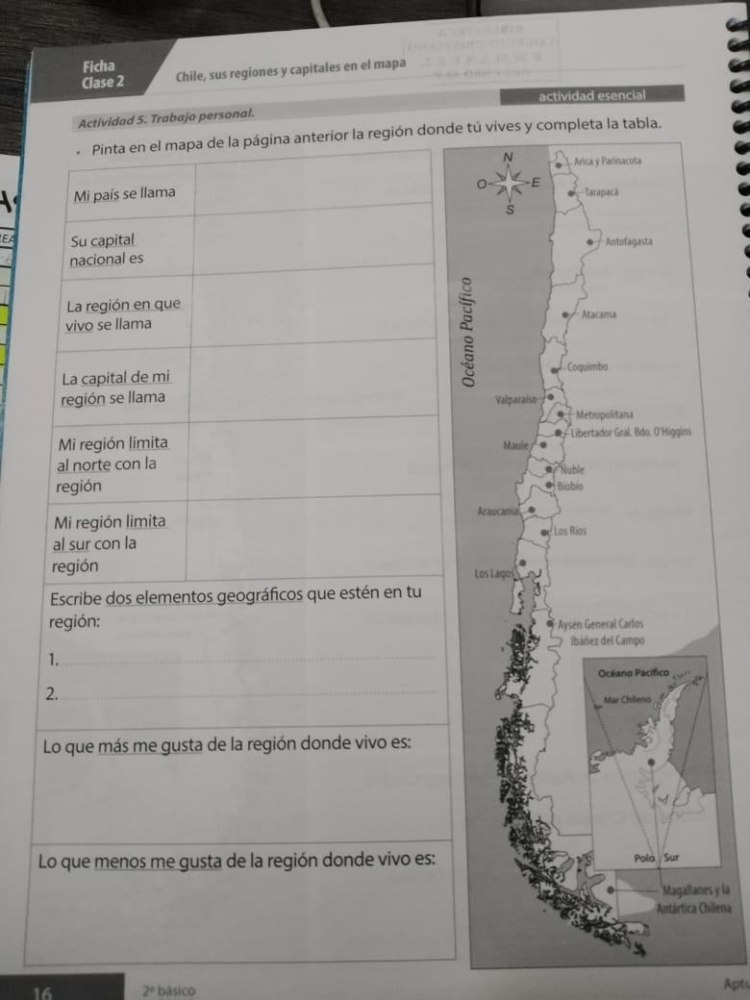 Ficha
Clase 2
Chile, sus regiones y capitales en el mapa
actividad esencial
Actividad 5. Trabajo personal.
• Pinta en el mapa de la página anterior la región donde tú vives y completa la tabla.
Mi país se llama
Su capital
nacional es
La región en que
vivo se llama
La capital de mi
región se llama
Mi región limita
al norte con la
región
Mi región limita
al sur con la
región
Escribe dos elementos geográficos que estén en tu
región:
1.
2.
Lo que más me gusta de la región donde vivo es:
Lo que menos me gusta de la región donde vivo es:
N
O
E
S
Océano Pacífico
Arica y Parinacota
Tarapacá
Antofagasta
Atacama
Coquimbo
Valparaíso
Metropolitana
Libertador Gral. Bdo. O'Higgins
Maule
Ñuble
Biobío
Araucanía
Los Ríos
Los Lagos
Aysén General Carlos
Ibáñez del Campo
Océano Pacífico
Mar Chileno
Polo Sur
Magallanes y la
Antártica Chilena
16
2º básico